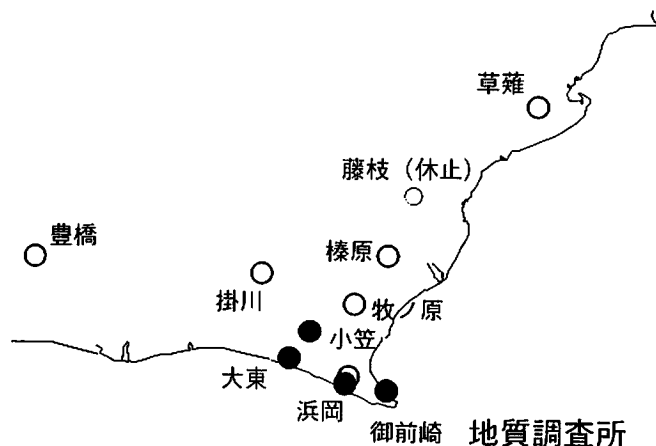 草薙
藤枝（休止）
豊橋
榛原
掛川
牧ノ原
小笠
大東
浜岡
御前崎
地質調査所